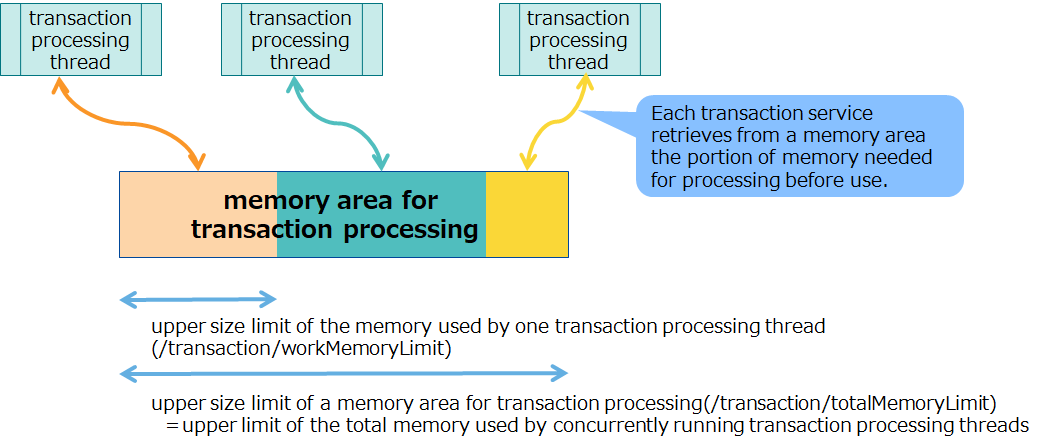 transaction
processing
thread
transaction
processing
thread
transaction
processing
thread
Each transaction service
retrieves from a memory area
the portion of memory needed
for processing before use.
memory area for
transaction processing
upper size limit of the memory used by one transaction processing thread
(/transaction/workMemoryLimit)
upper size limit of a memory area for transaction processing(/transaction/totalMemoryLimit)
＝upper limit of the total memory used by concurrently running transaction processing threads